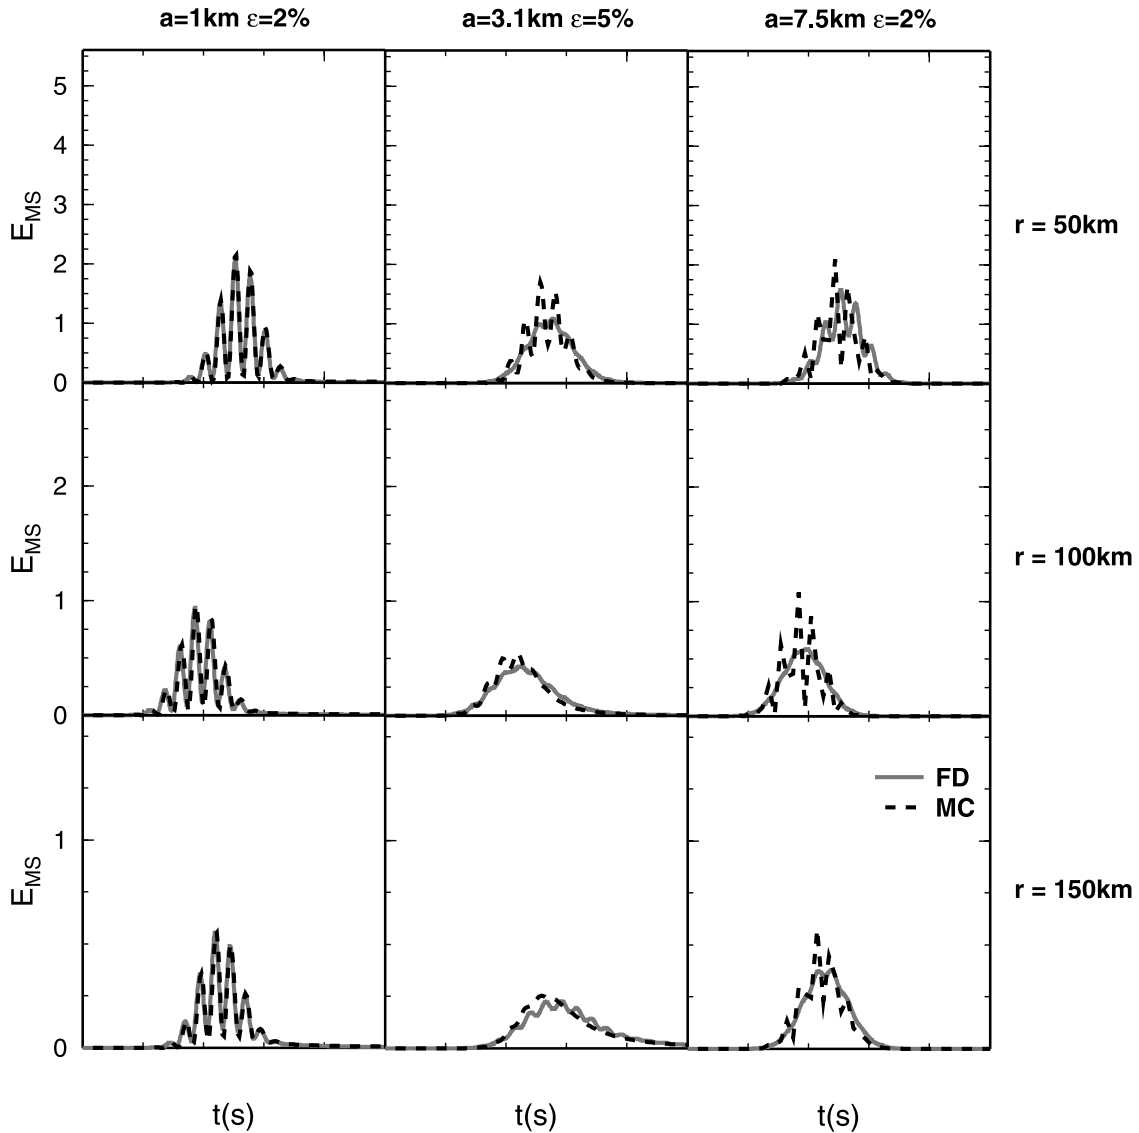 a=1km ε=2% a=3.1km ε=5% a=7.5km ε=2%
5
4
3
2
1
0
E_MS
r = 50km
2
1
0
E_MS
r = 100km
1
0
E_MS
FD
MC
r = 150km
t(s) t(s) t(s)